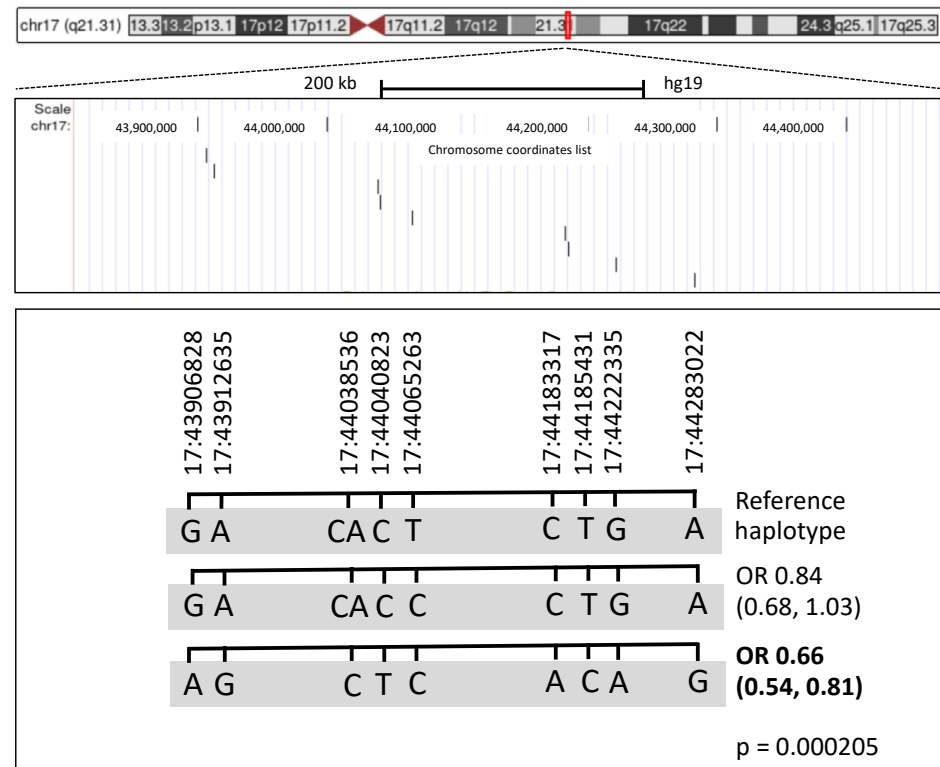 chr17 (q21.31) 13.3 13.2 p13.1 17p12 17p11.2 17q11.2 17q12 21.31 17q22 24.3 q25.1 17q25.3
200 kb hg19
Scale
chr17: 43,900,000 44,000,000 44,100,000 44,200,000 44,300,000 44,400,000
Chromosome coordinates list
17:43906828 17:43912635 17:44038536 17:44040823 17:44065263 17:44183317 17:44185431 17:44222335 17:44283022
Reference
haplotype
G A CA C T C T G A
OR 0.84
(0.68, 1.03)
G A CA C C C T G A
OR 0.66
(0.54, 0.81)
A G C T C A C A G
p = 0.000205